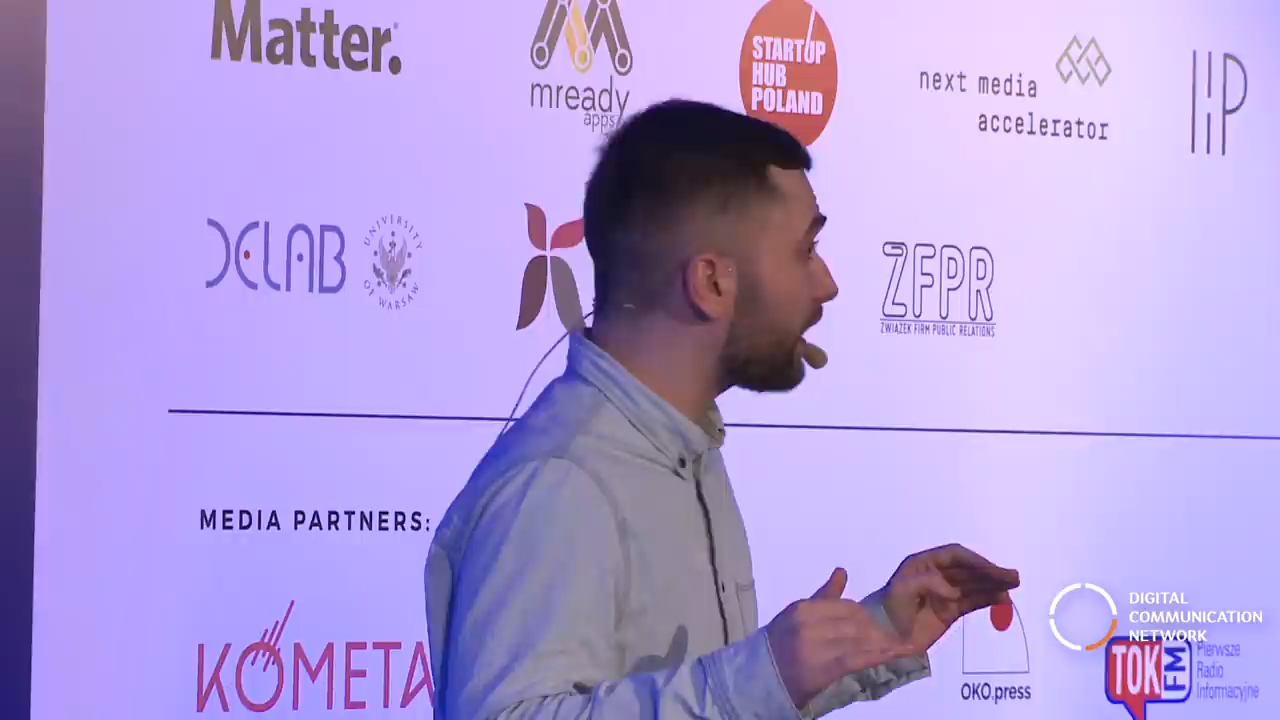 Matter.
mready
apps
STARTUP
HUB
POLAND
next media
accelerator
HP
DELAB
UNIVERSITY
OF WARSAW
ZFPR
ZWIĄZEK FIRM PUBLIC RELATIONS
MEDIA PARTNERS:
KOMETA
OKO.press
DIGITAL
COMMUNICATION
NETWORK
TOK
FM
Pierwsze
Radio
Informacyjne